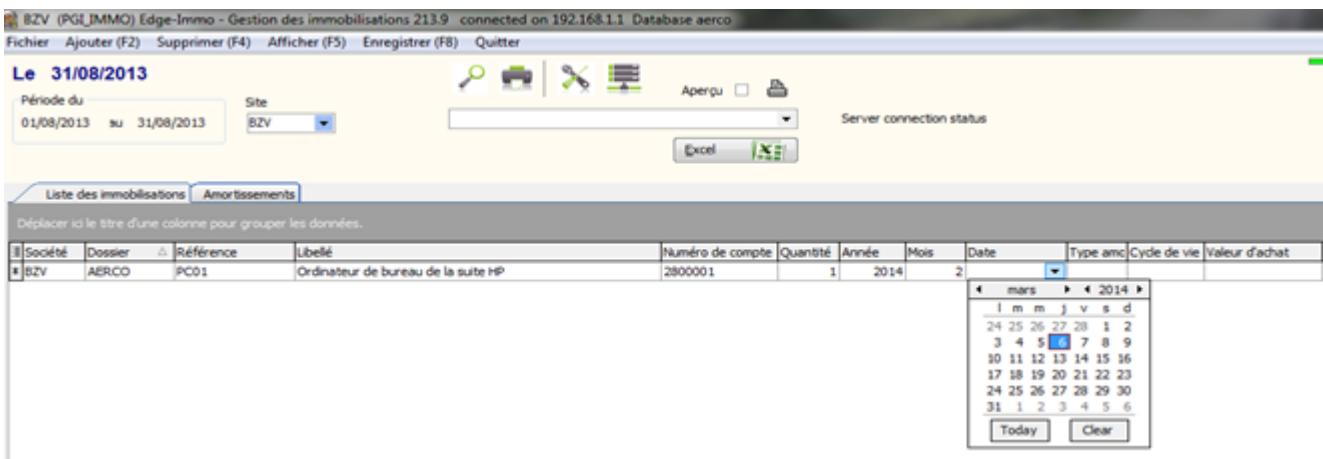 BZV (PGI_IMMO) Edge-Immo - Gestion des immobilisations 213.9 connected on 192.168.1.1 Database aerco
Fichier Ajouter (F2) Supprimer (F4) Afficher (F5) Enregistrer (F8) Quitter
Le 31/08/2013
Période du
01/08/2013 au 31/08/2013
Site
BZV
Aperçu
Server connection status
Excel
Liste des immobilisations Amortissements
Déplacer ici le titre d'une colonne pour grouper les données.
Société Dossier Référence Libellé Numéro de compte Quantité Année Mois Date Type amc Cycle de vie Valeur d'achat
BZV AERCO PC01 Ordinateur de bureau de la suite HP 2800001 1 2014 2
mars 2014
l m m j v s d
24 25 26 27 28 1 2
3 4 5 6 7 8 9
10 11 12 13 14 15 16
17 18 19 20 21 22 23
24 25 26 27 28 29 30
31 1 2 3 4 5 6
Today Clear